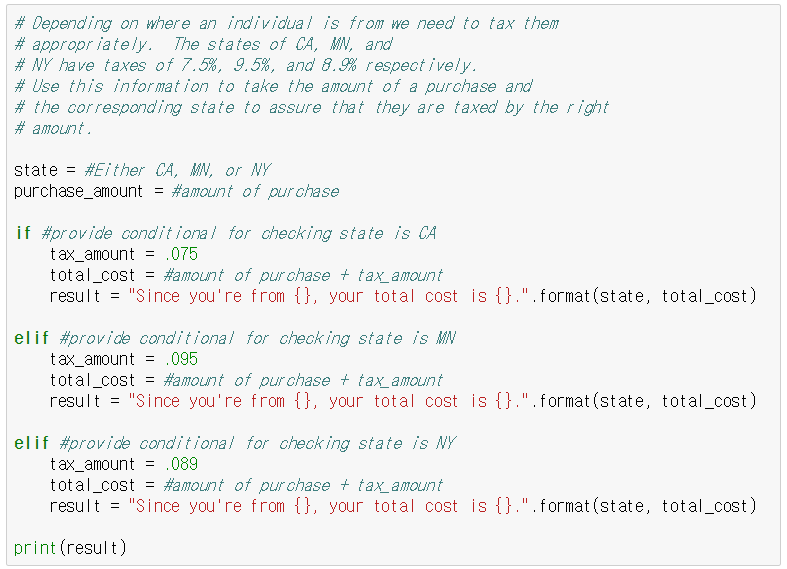 # Depending on where an individual is from we need to tax them
# appropriately.  The states of CA, MN, and
# NY have taxes of 7.5%, 9.5%, and 8.9% respectively.
# Use this information to take the amount of a purchase and
# the corresponding state to assure that they are taxed by the right
# amount.

state = #Either CA, MN, or NY
purchase_amount = #amount of purchase

if #provide conditional for checking state is CA
    tax_amount = .075
    total_cost = #amount of purchase + tax_amount
    result = "Since you're from {}, your total cost is {}.".format(state, total_cost)

elif #provide conditional for checking state is MN
    tax_amount = .095
    total_cost = #amount of purchase + tax_amount
    result = "Since you're from {}, your total cost is {}.".format(state, total_cost)

elif #provide conditional for checking state is NY
    tax_amount = .089
    total_cost = #amount of purchase + tax_amount
    result = "Since you're from {}, your total cost is {}.".format(state, total_cost)

print(result)